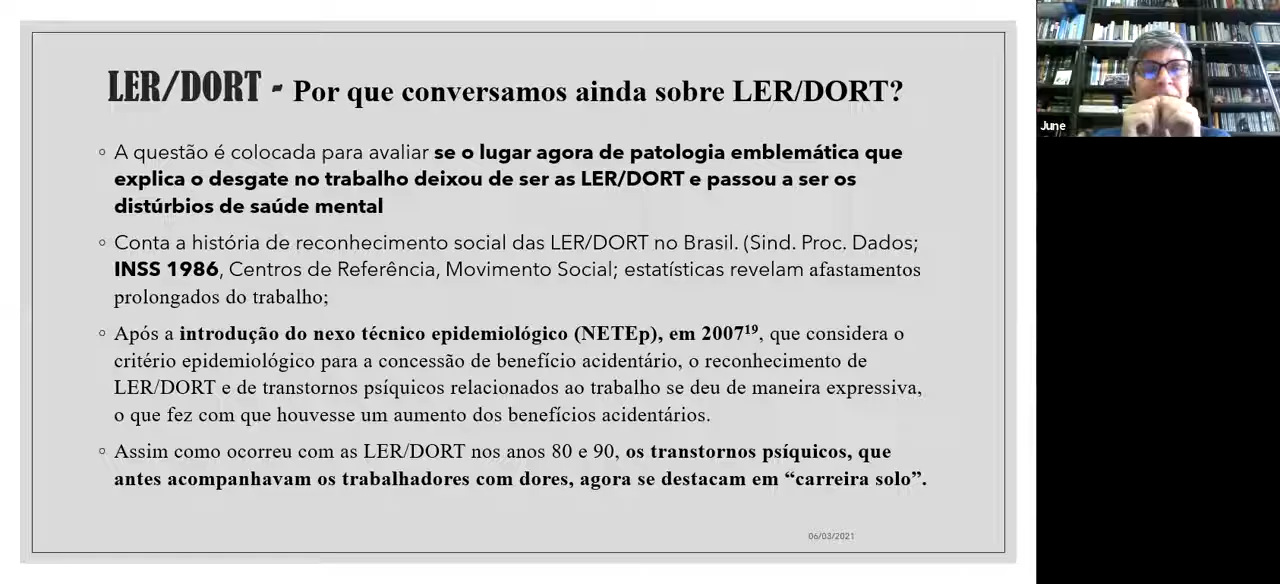 LER/DORT - Por que conversamos ainda sobre LER/DORT?
◦ A questão é colocada para avaliar se o lugar agora de patologia emblemática que
explica o desgate no trabalho deixou de ser as LER/DORT e passou a ser os
distúrbios de saúde mental
◦ Conta a história de reconhecimento social das LER/DORT no Brasil. (Sind. Proc. Dados;
INSS 1986, Centros de Referência, Movimento Social; estatísticas revelam afastamentos
prolongados do trabalho;
◦ Após a introdução do nexo técnico epidemiológico (NETEp), em 2007¹⁹, que considera o
critério epidemiológico para a concessão de benefício acidentário, o reconhecimento de
LER/DORT e de transtornos psíquicos relacionados ao trabalho se deu de maneira expressiva,
o que fez com que houvesse um aumento dos benefícios acidentários.
◦ Assim como ocorreu com as LER/DORT nos anos 80 e 90, os transtornos psíquicos, que
antes acompanhavam os trabalhadores com dores, agora se destacam em “carreira solo”.
06/03/2021
June